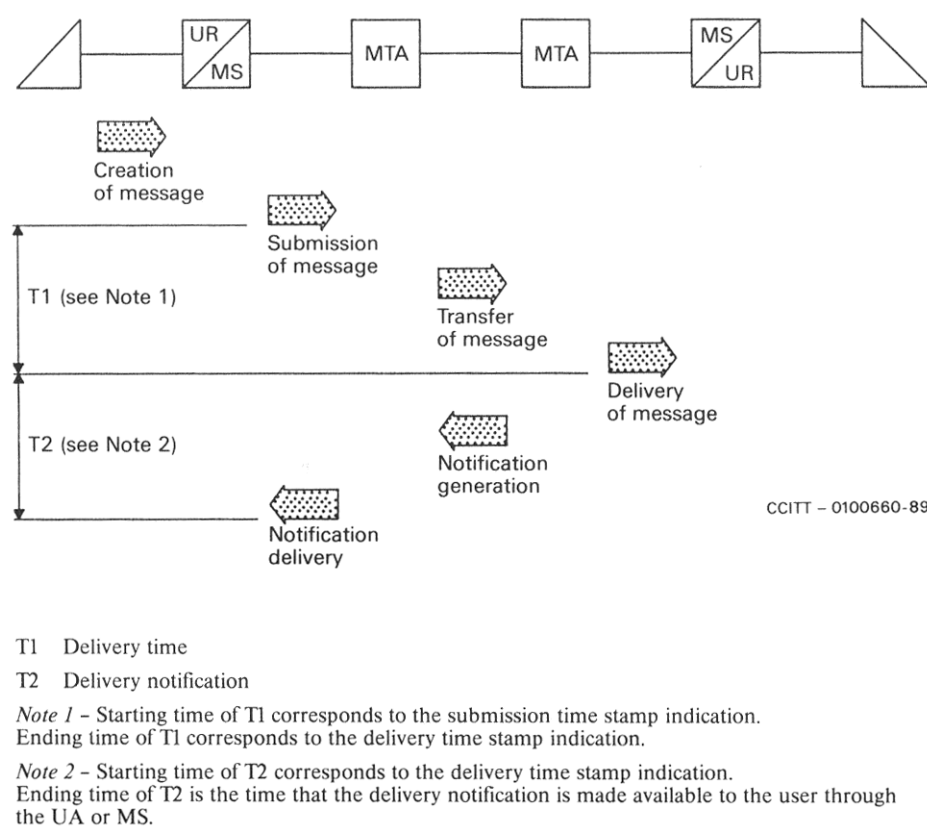 UR
MS
MTA
MTA
MS
UR
Creation
of message
Submission
of message
T1 (see Note 1)
Transfer
of message
Delivery
of message
T2 (see Note 2)
Notification
generation
CCITT – 0100660-89
Notification
delivery
T1 Delivery time
T2 Delivery notification
Note 1 – Starting time of T1 corresponds to the submission time stamp indication.
Ending time of T1 corresponds to the delivery time stamp indication.
Note 2 – Starting time of T2 corresponds to the delivery time stamp indication.
Ending time of T2 is the time that the delivery notification is made available to the user through
the UA or MS.